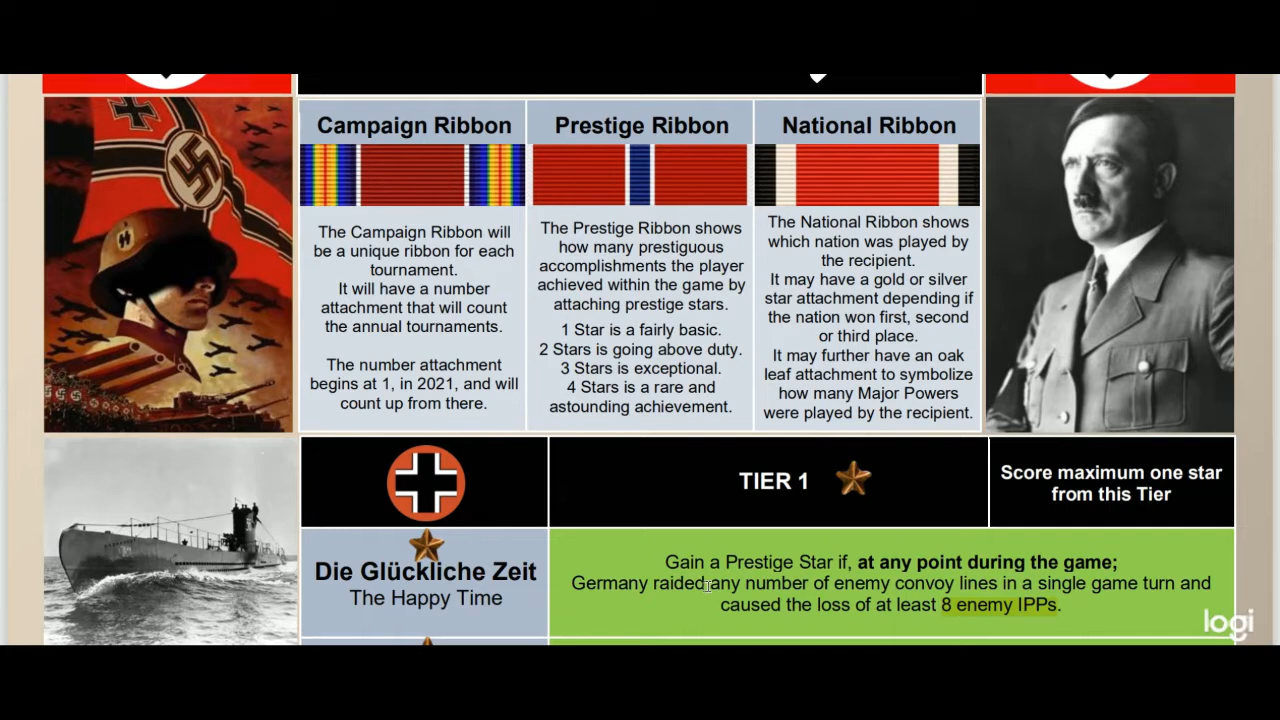 Campaign Ribbon
The Campaign Ribbon will
be a unique ribbon for each
tournament.
It will have a number
attachment that will count
the annual tournaments.
The number attachment
begins at 1, in 2021, and will
count up from there.
Prestige Ribbon
The Prestige Ribbon shows
how many prestiguous
accomplishments the player
achieved within the game by
attaching prestige stars.
1 Star is a fairly basic.
2 Stars is going above duty.
3 Stars is exceptional.
4 Stars is a rare and
astounding achievement.
National Ribbon
The National Ribbon shows
which nation was played by
the recipient.
It may have a gold or silver
star attachment depending if
the nation won first, second
or third place.
It may further have an oak
leaf attachment to symbolize
how many Major Powers
were played by the recipient.
TIER 1
Score maximum one star
from this Tier
Die Glückliche Zeit
The Happy Time
Gain a Prestige Star if, at any point during the game;
Germany raided any number of enemy convoy lines in a single game turn and
caused the loss of at least 8 enemy IPPs.
logi